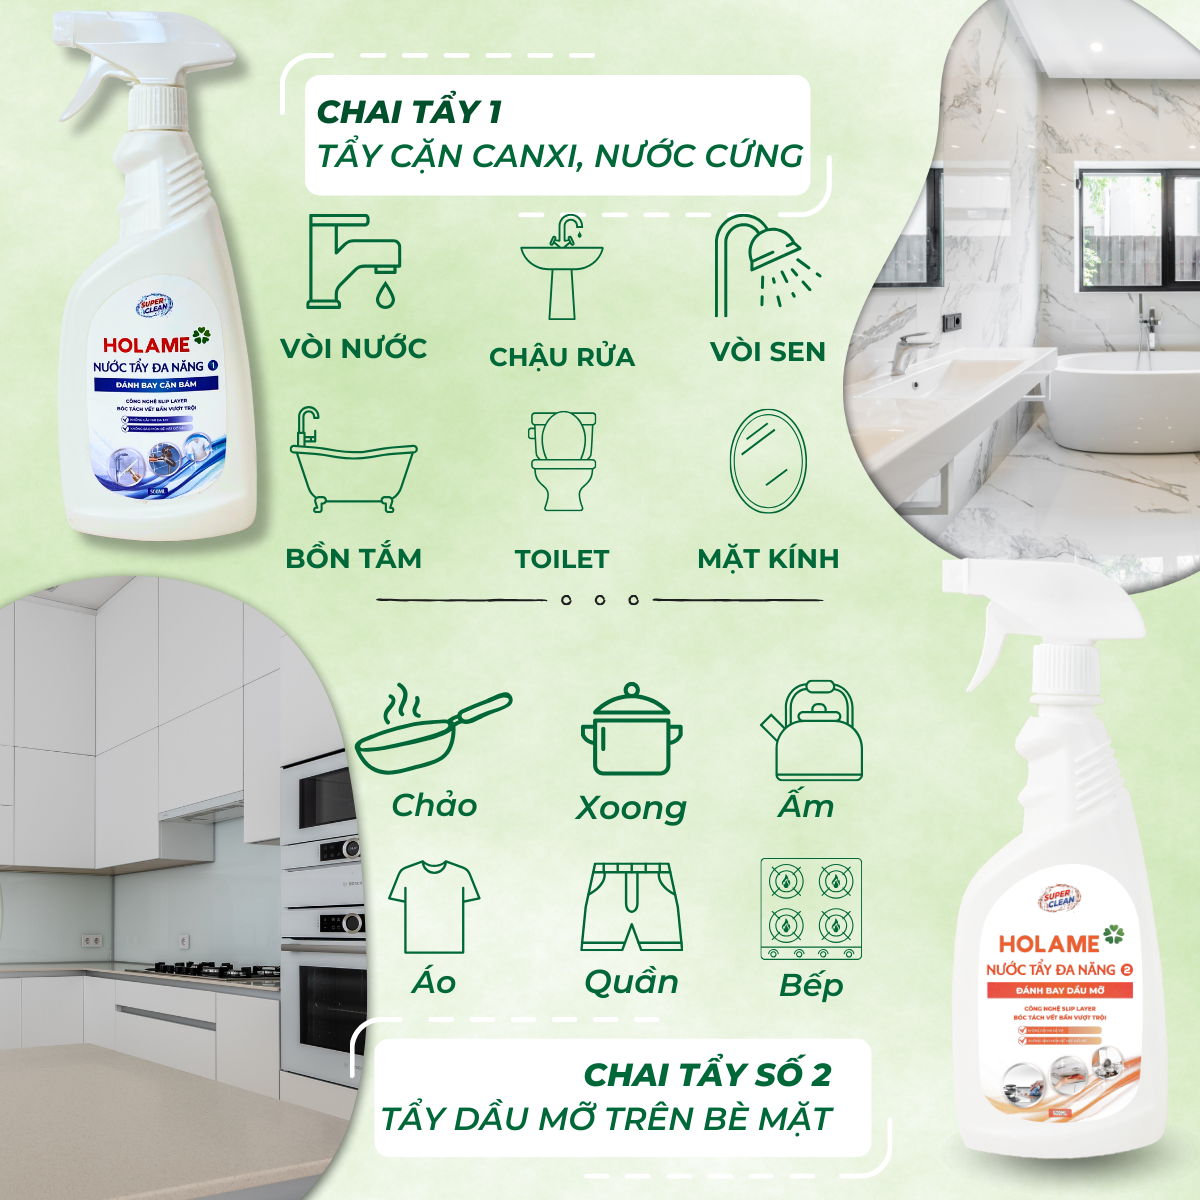 CHAI TẨY 1
TẨY CẶN CANXI, NƯỚC CỨNG
SUPER
CLEAN
HOLAME
NƯỚC TẨY ĐA NĂNG 1
ĐÁNH BAY CẶN BÁM
CÔNG NGHỆ SLIP LAYER
BÓC TÁCH VẾT BẨN VƯỢT TRỘI
500ML
VÒI NƯỚC
CHẬU RỬA
VÒI SEN
BỒN TẮM
TOILET
MẶT KÍNH
Chảo
Xoong
Ấm
Áo
Quần
Bếp
SUPER
CLEAN
HOLAME
NƯỚC TẨY ĐA NĂNG 2
ĐÁNH BAY DẦU MỠ
CÔNG NGHỆ SLIP LAYER
BÓC TÁCH VẾT BẨN VƯỢT TRỘI
500ML
CHAI TẨY SỐ 2
TẨY DẦU MỠ TRÊN BÈ MẶT